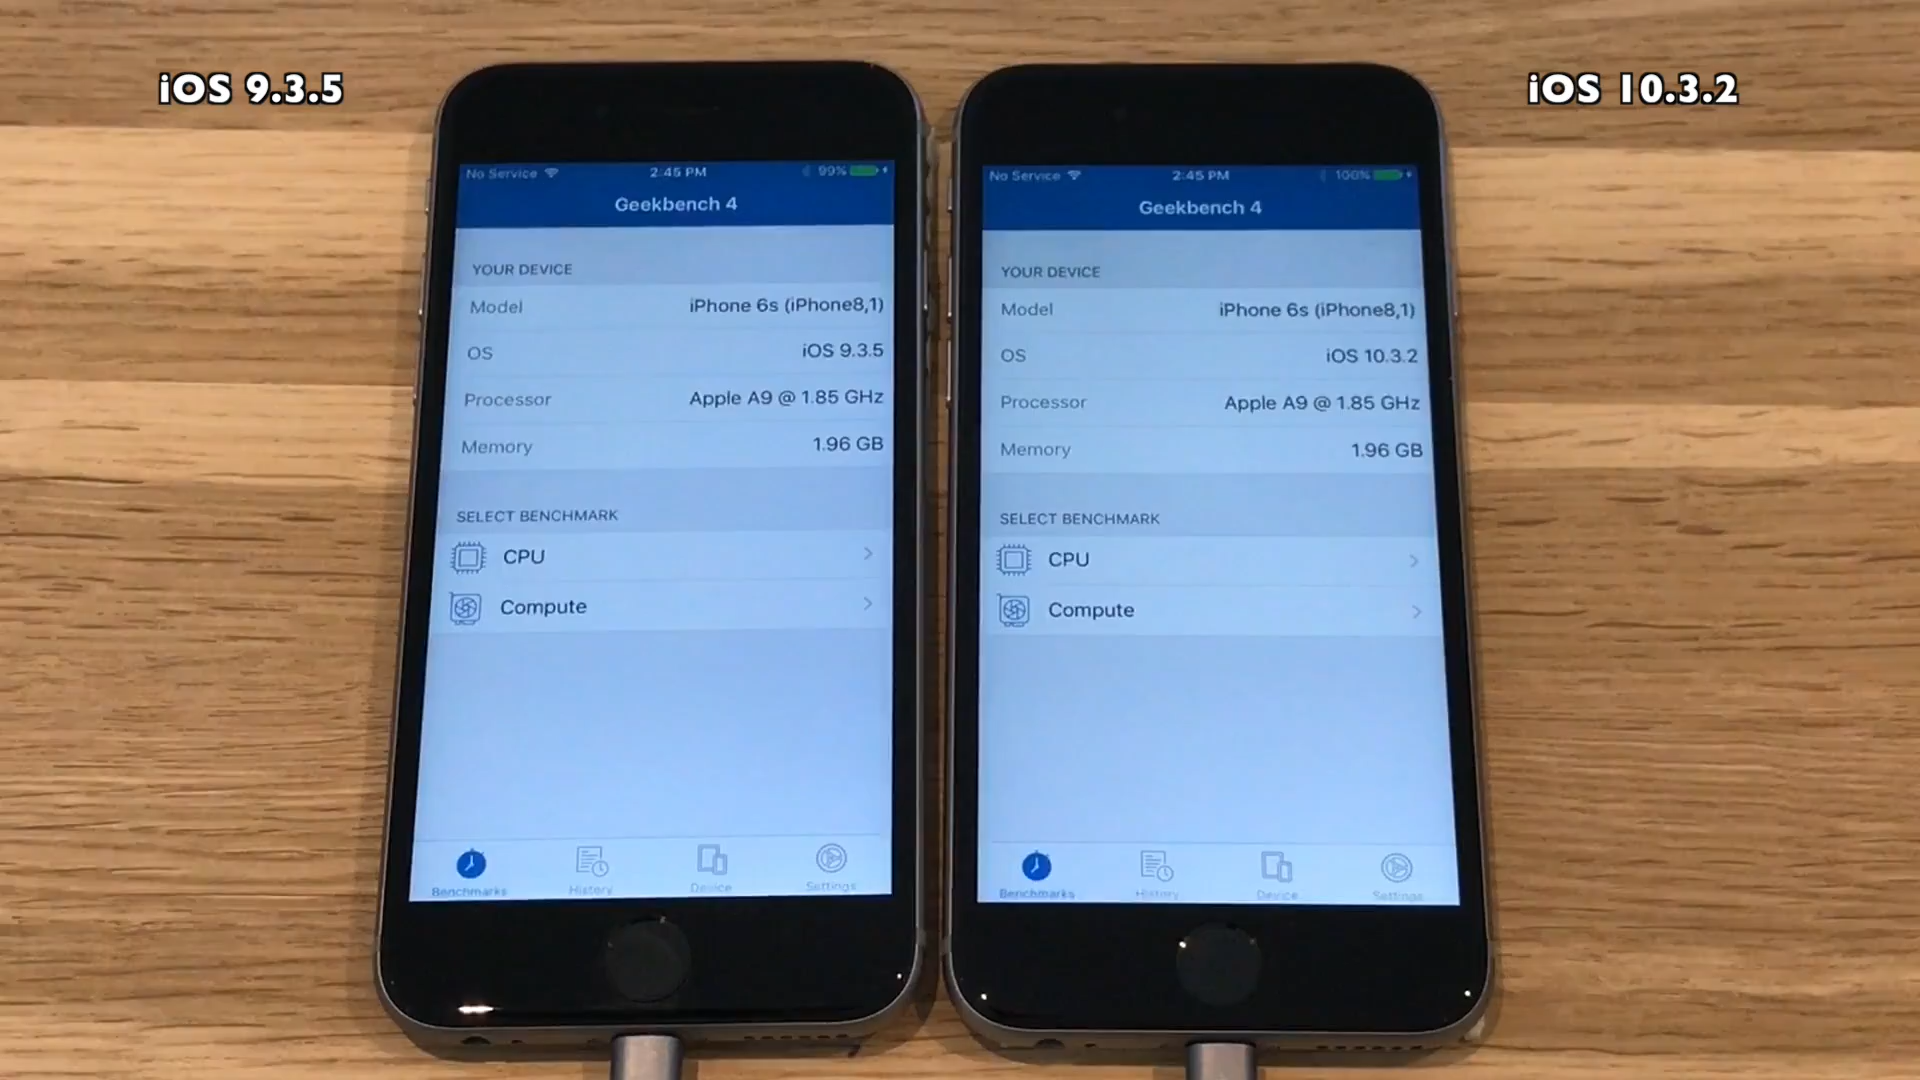 iOS 9.3.5
iOS 10.3.2
No Service 2:45 PM 99%
Geekbench 4
YOUR DEVICE
Model iPhone 6s (iPhone8,1)
OS iOS 9.3.5
Processor Apple A9 @ 1.85 GHz
Memory 1.96 GB
SELECT BENCHMARK
CPU
Compute
Benchmarks History Device Settings
No Service 2:45 PM 100%
Geekbench 4
YOUR DEVICE
Model iPhone 6s (iPhone8,1)
OS iOS 10.3.2
Processor Apple A9 @ 1.85 GHz
Memory 1.96 GB
SELECT BENCHMARK
CPU
Compute
Benchmarks History Device Settings